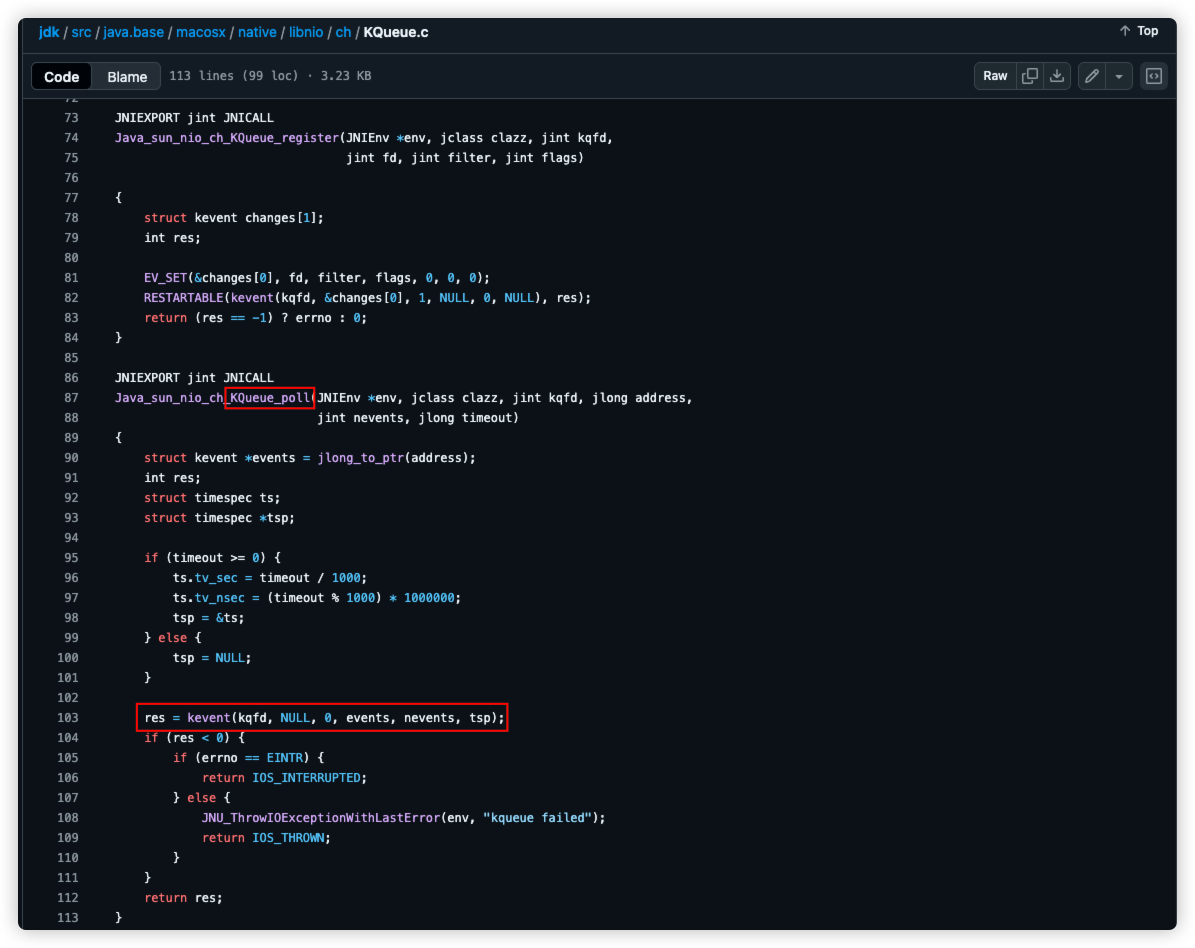 jdk / src / java.base / macosx / native / libnio / ch / KQueue.c
Top
Code Blame 113 lines (99 loc) · 3.23 KB Raw
72
73 JNIEXPORT jint JNICALL
74 Java_sun_nio_ch_KQueue_register(JNIEnv *env, jclass clazz, jint kqfd,
75                                 jint fd, jint filter, jint flags)
76
77 {
78     struct kevent changes[1];
79     int res;
80
81     EV_SET(&changes[0], fd, filter, flags, 0, 0, 0);
82     RESTARTABLE(kevent(kqfd, &changes[0], 1, NULL, 0, NULL), res);
83     return (res == -1) ? errno : 0;
84 }
85
86 JNIEXPORT jint JNICALL
87 Java_sun_nio_ch_KQueue_poll(JNIEnv *env, jclass clazz, jint kqfd, jlong address,
88                             jint nevents, jlong timeout)
89 {
90     struct kevent *events = jlong_to_ptr(address);
91     int res;
92     struct timespec ts;
93     struct timespec *tsp;
94
95     if (timeout >= 0) {
96         ts.tv_sec = timeout / 1000;
97         ts.tv_nsec = (timeout % 1000) * 1000000;
98         tsp = &ts;
99     } else {
100         tsp = NULL;
101     }
102
103     res = kevent(kqfd, NULL, 0, events, nevents, tsp);
104     if (res < 0) {
105         if (errno == EINTR) {
106             return IOS_INTERRUPTED;
107         } else {
108             JNU_ThrowIOExceptionWithLastError(env, "kqueue failed");
109             return IOS_THROWN;
110         }
111     }
112     return res;
113 }